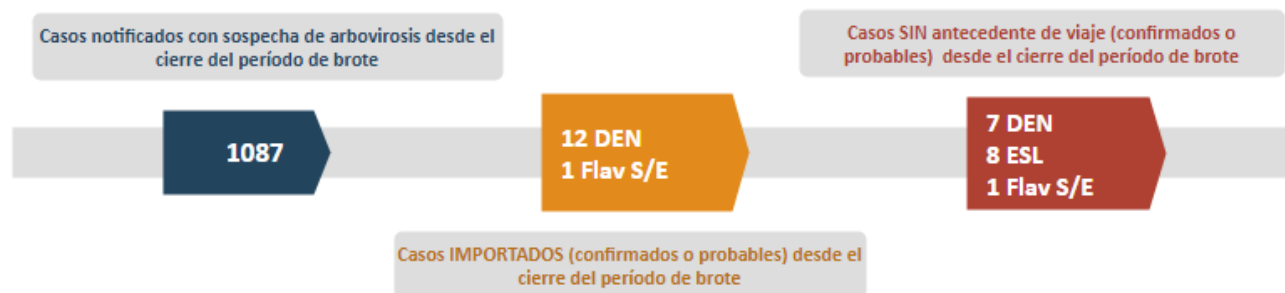 Casos notificados con sospecha de arbovirosis desde el
cierre del período de brote
1087
12 DEN
1 Flav S/E
Casos IMPORTADOS (confirmados o probables) desde el
cierre del período de brote
Casos SIN antecedente de viaje (confirmados o
probables) desde el cierre del período de brote
7 DEN
8 ESL
1 Flav S/E